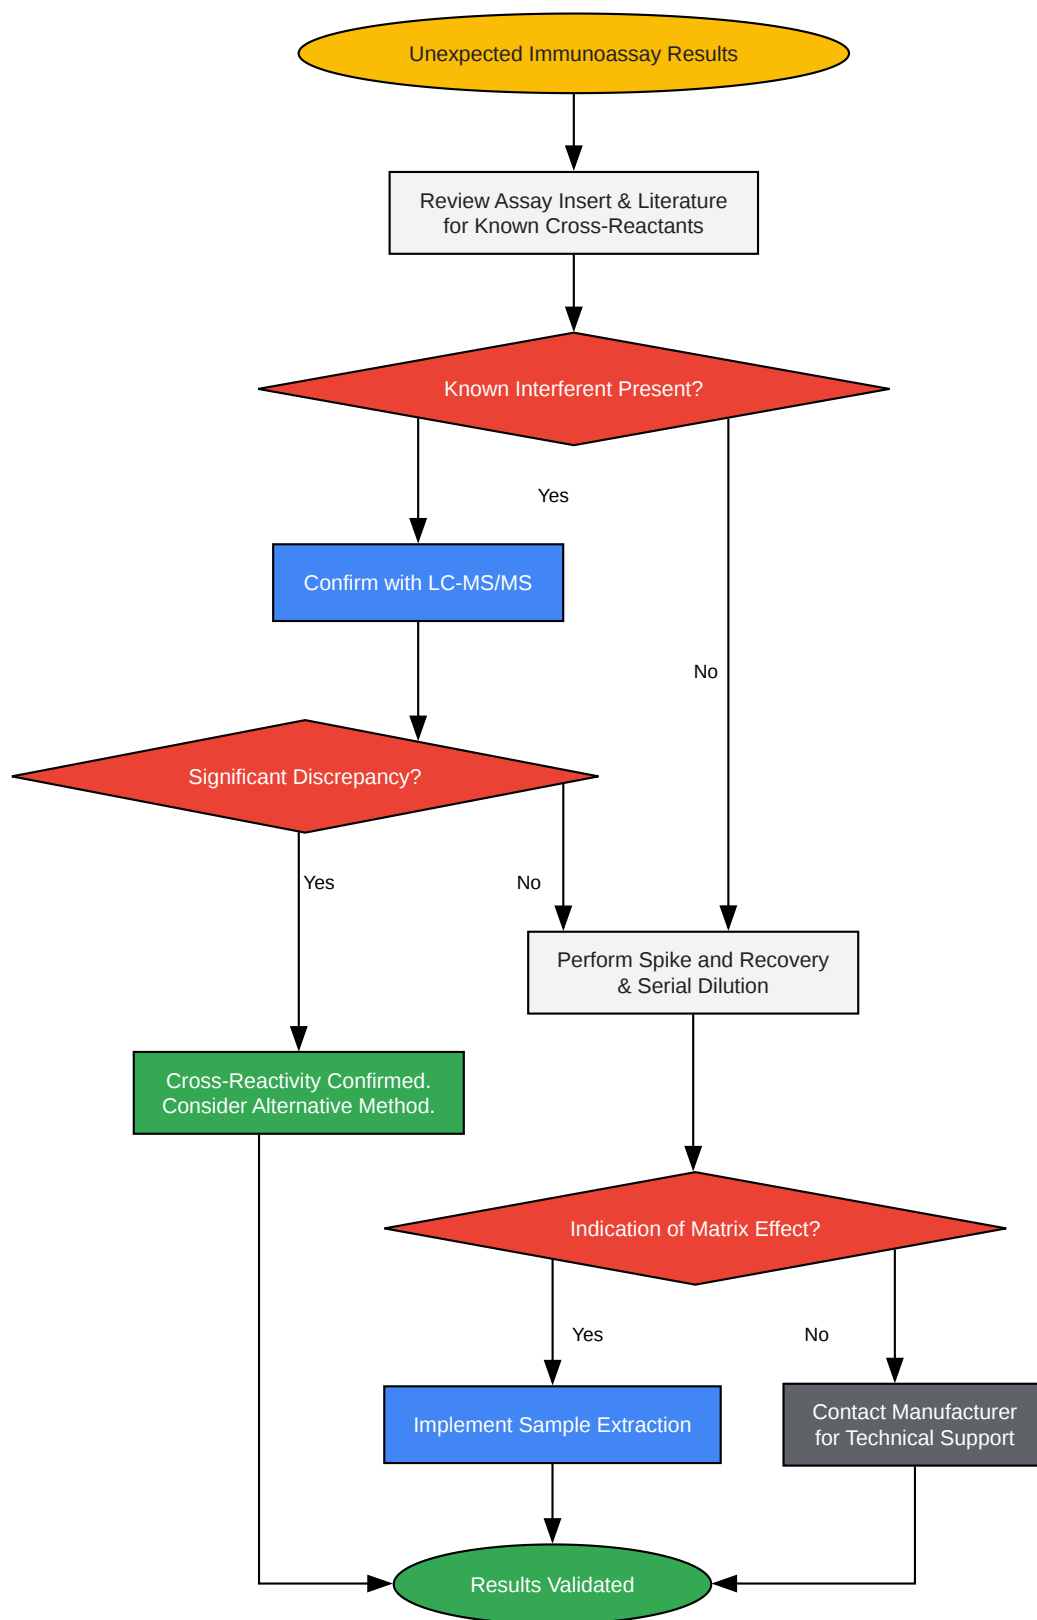 Unexpected Immunoassay Results
Review Assay Insert & Literature
for Known Cross-Reactants
Known Interferent Present?
Yes
Confirm with LC-MS/MS
No
Significant Discrepancy?
Yes
No
Perform Spike and Recovery
& Serial Dilution
Cross-Reactivity Confirmed.
Consider Alternative Method.
Indication of Matrix Effect?
Yes
No
Implement Sample Extraction
Contact Manufacturer
for Technical Support
Results Validated